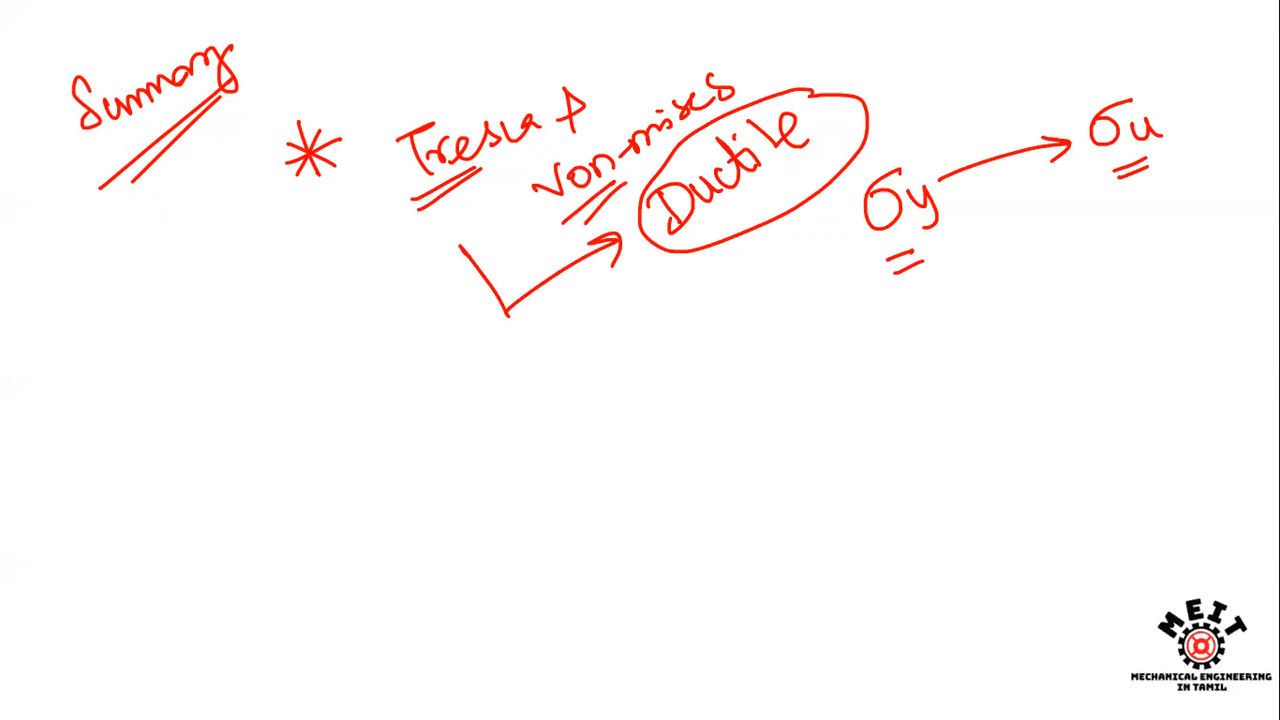 Summary
* Tresca +
Von-mises
Ductile
σy → σu
MEIT
MECHANICAL ENGINEERING
IN TAMIL